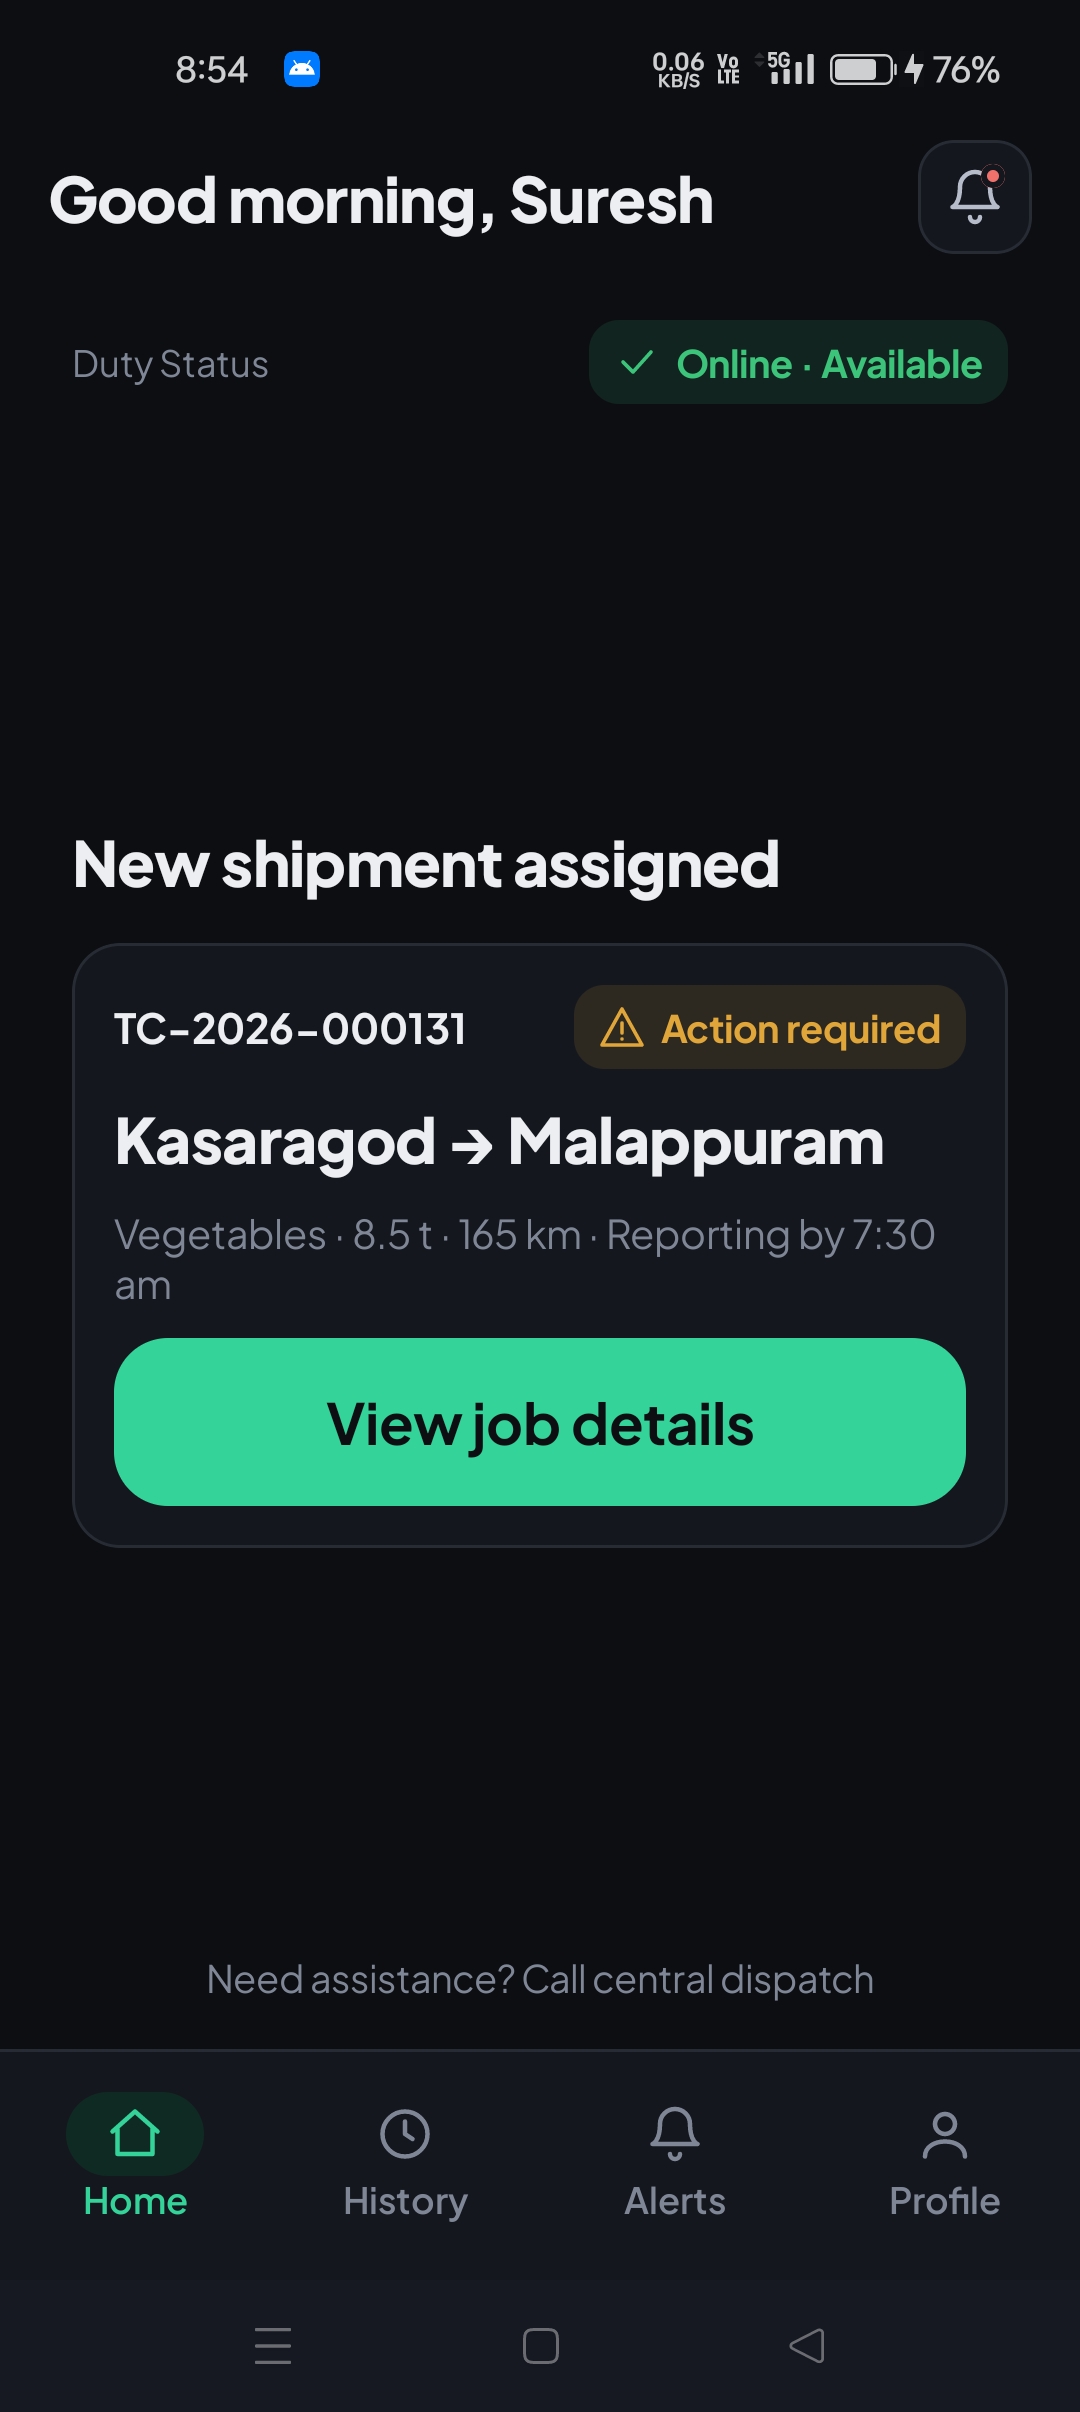 8:54
0.06
KB/S
Vo
LTE
5G
76%
Good morning, Suresh
Duty Status
Online · Available
New shipment assigned
TC-2026-000131
Action required
Kasaragod → Malappuram
Vegetables · 8.5 t · 165 km · Reporting by 7:30
am
View job details
Need assistance? Call central dispatch
Home
History
Alerts
Profile